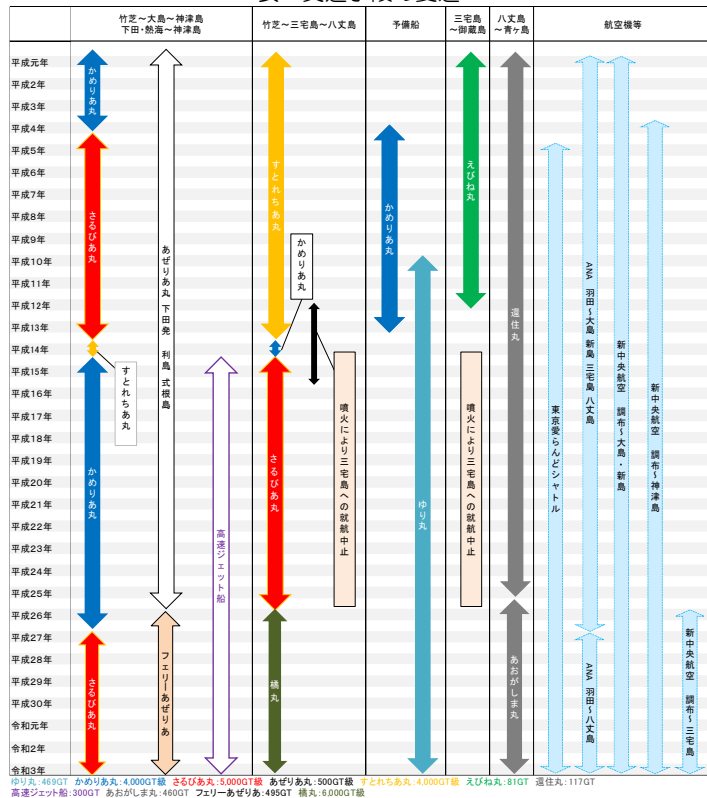 竹芝～大島～神津島
下田・熱海～神津島
竹芝～三宅島～八丈島
予備船
三宅島
～御蔵島
八丈島
～青ヶ島
航空機等
平成元年
平成2年
平成3年
平成4年
平成5年
平成6年
平成7年
平成8年
平成9年
平成10年
平成11年
平成12年
平成13年
平成14年
平成15年
平成16年
平成17年
平成18年
平成19年
平成20年
平成21年
平成22年
平成23年
平成24年
平成25年
平成26年
平成27年
平成28年
平成29年
平成30年
令和元年
令和2年
令和3年
かめりあ丸
さるびあ丸
すとれちあ丸
かめりあ丸
さるびあ丸
あぜりあ丸 下田発 利島 式根島
フェリーあぜりあ
高速ジェット船
すとれちあ丸
かめりあ丸
さるびあ丸
橘丸
噴火により三宅島への就航中止
かめりあ丸
ゆり丸
えびね丸
噴火により三宅島への就航中止
還住丸
あおがしま丸
東京愛らんどシャトル
ANA 羽田～大島 新島 三宅島 八丈島
ANA 羽田～八丈島
新中央航空 調布～大島・新島
新中央航空 調布～神津島
新中央航空 調布～三宅島
ゆり丸:469GT かめりあ丸:4,000GT級 さるびあ丸:5,000GT級 あぜりあ丸:500GT級 すとれちあ丸:4,000GT級 えびね丸:81GT 還住丸:117GT
高速ジェット船:300GT あおがしま丸:460GT フェリーあぜりあ:495GT 橘丸:6,000GT級